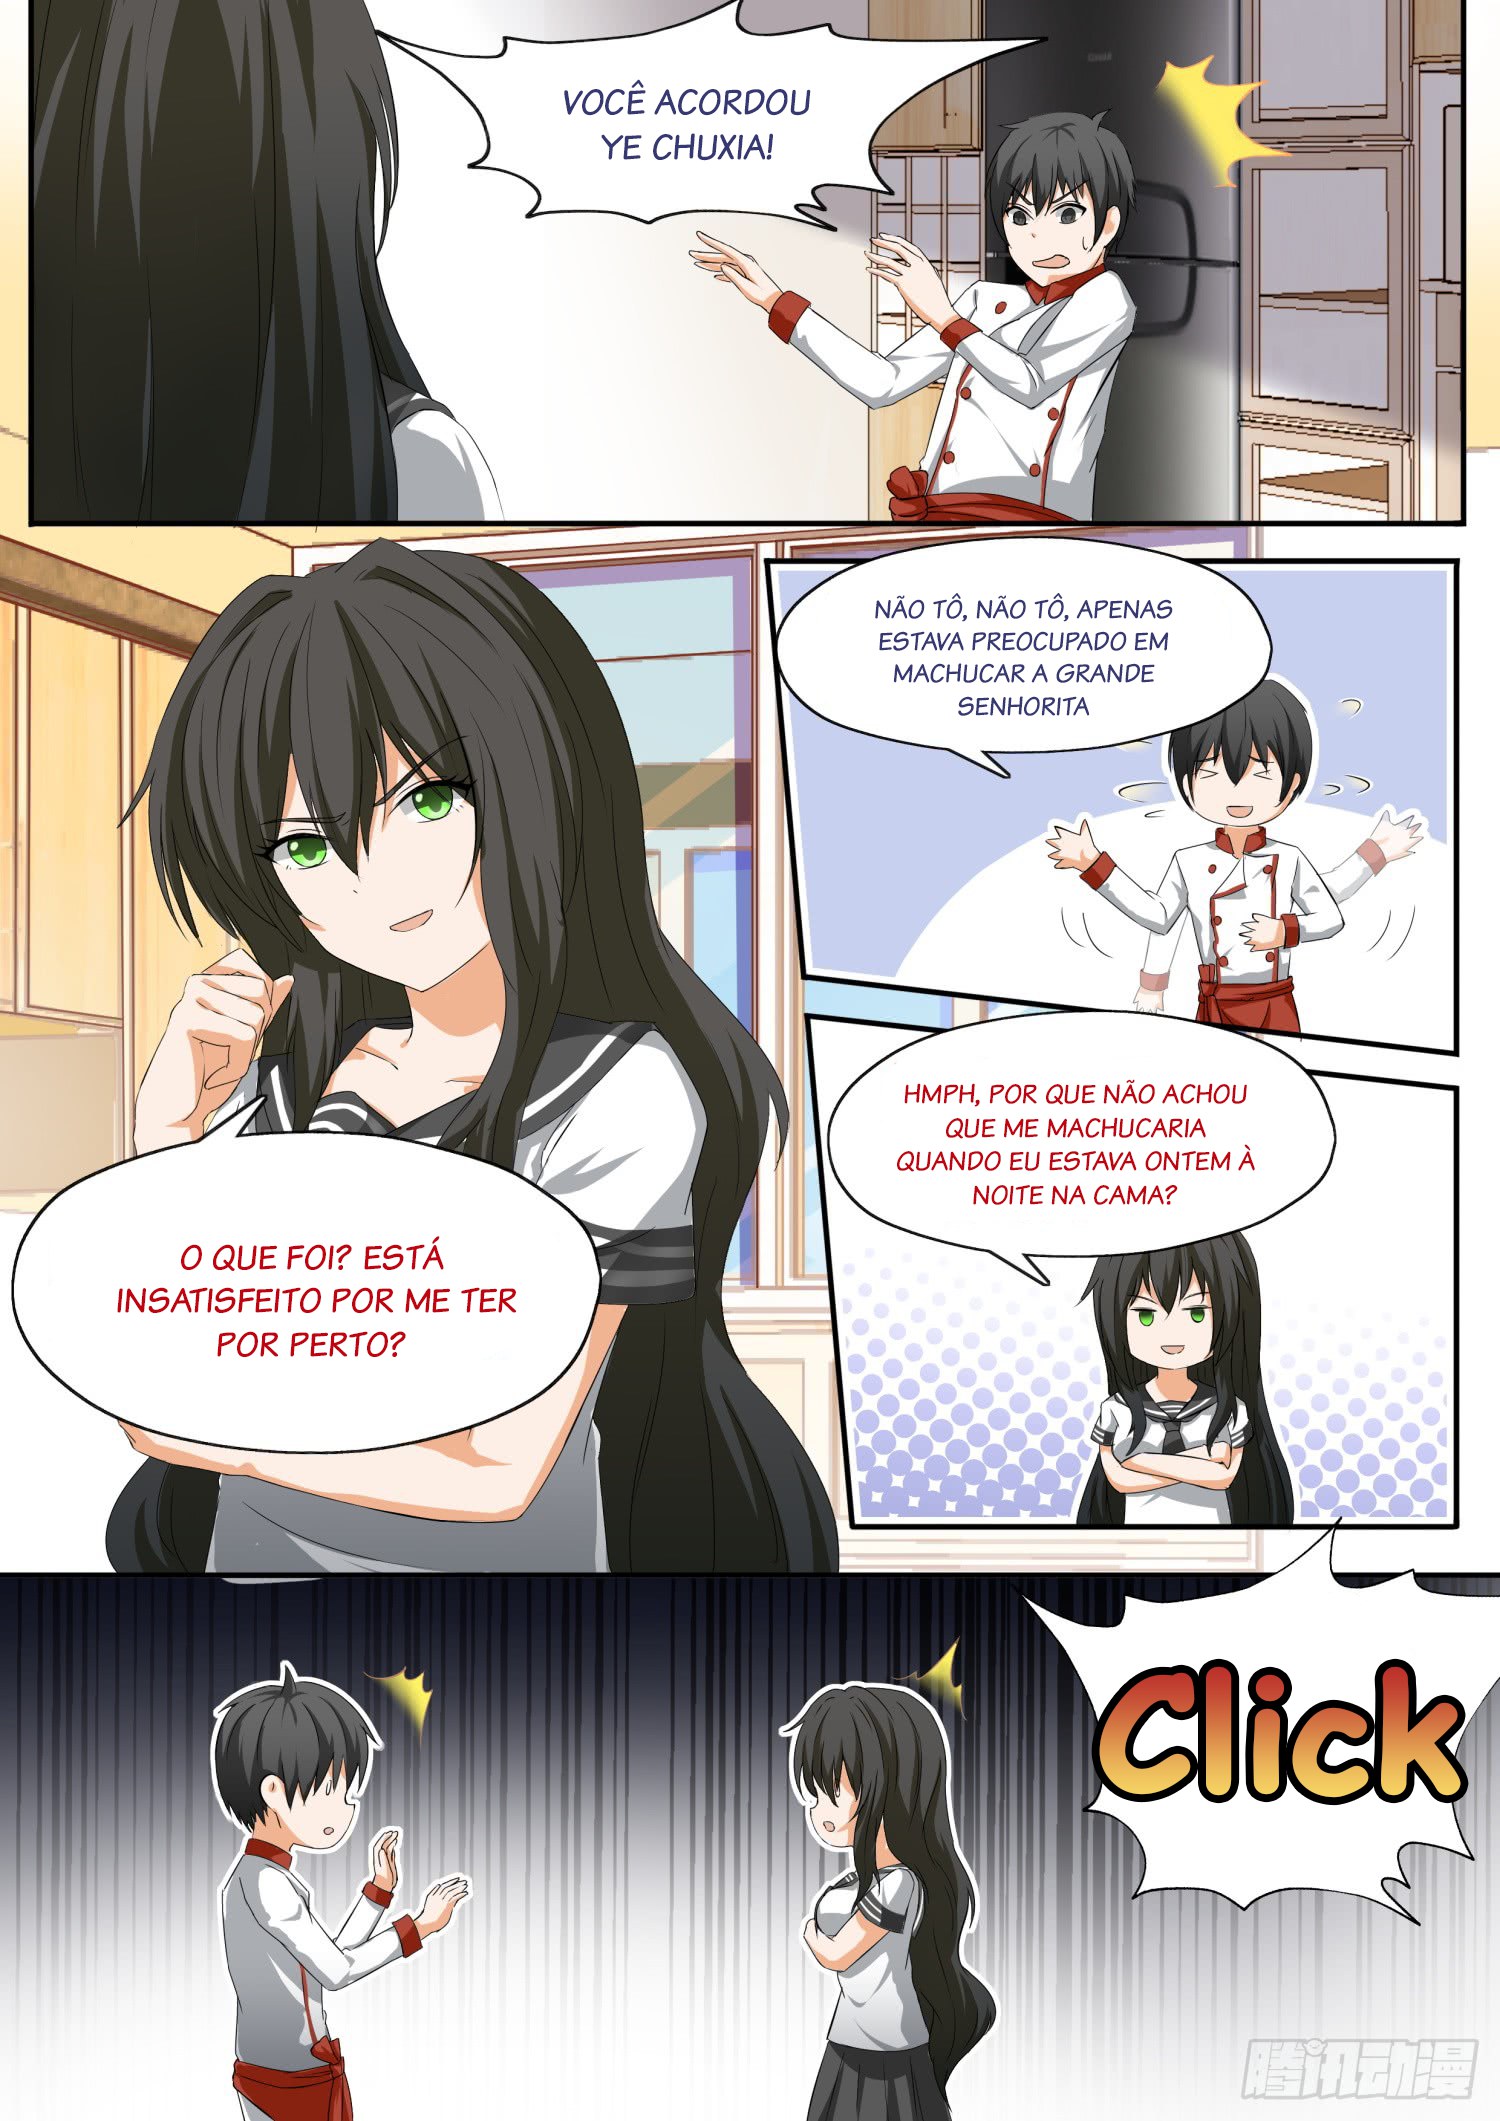 VOCÊ ACORDOU
YE CHUXIA!
NÃO TÔ, NÃO TÔ, APENAS
ESTAVA PREOCUPADO EM
MACHUCAR A GRANDE
SENHORITA
O QUE FOI? ESTÁ
INSATISFEITO POR ME TER
POR PERTO?
HMPH, POR QUE NÃO ACHOU
QUE ME MACHUCARIA
QUANDO EU ESTAVA ONTEM À
NOITE NA CAMA?
Click
腾讯动漫